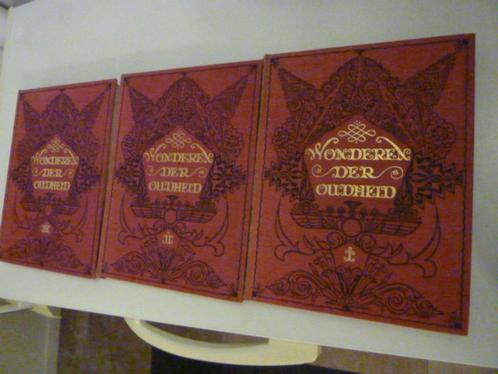 WONDEREN
DER
OUDHEID
III
WONDEREN
DER
OUDHEID
II
WONDEREN
DER
OUDHEID
I